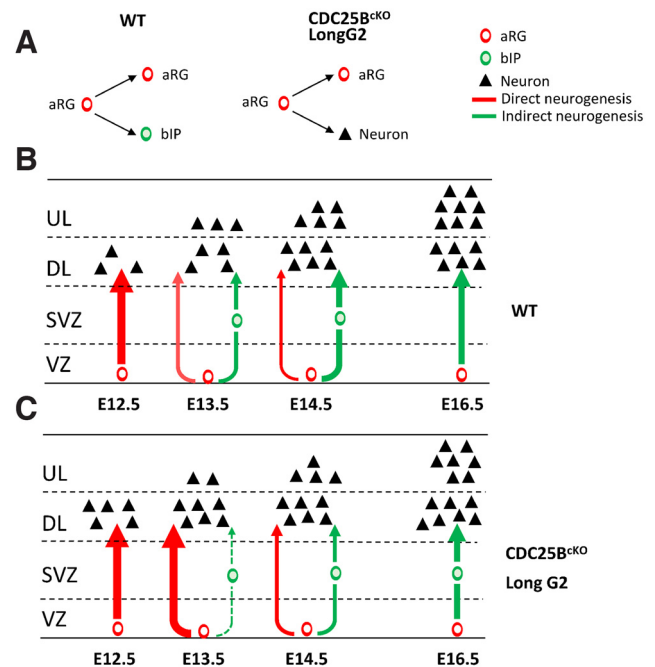 A
WT
CDC25BcKO
LongG2
aRG
aRG
bIP
aRG
aRG
Neuron
aRG
bIP
Neuron
Direct neurogenesis
Indirect neurogenesis
B
UL
DL
SVZ
VZ
WT
E12.5 E13.5 E14.5 E16.5
C
UL
DL
SVZ
VZ
CDC25BcKO
Long G2
E12.5 E13.5 E14.5 E16.5